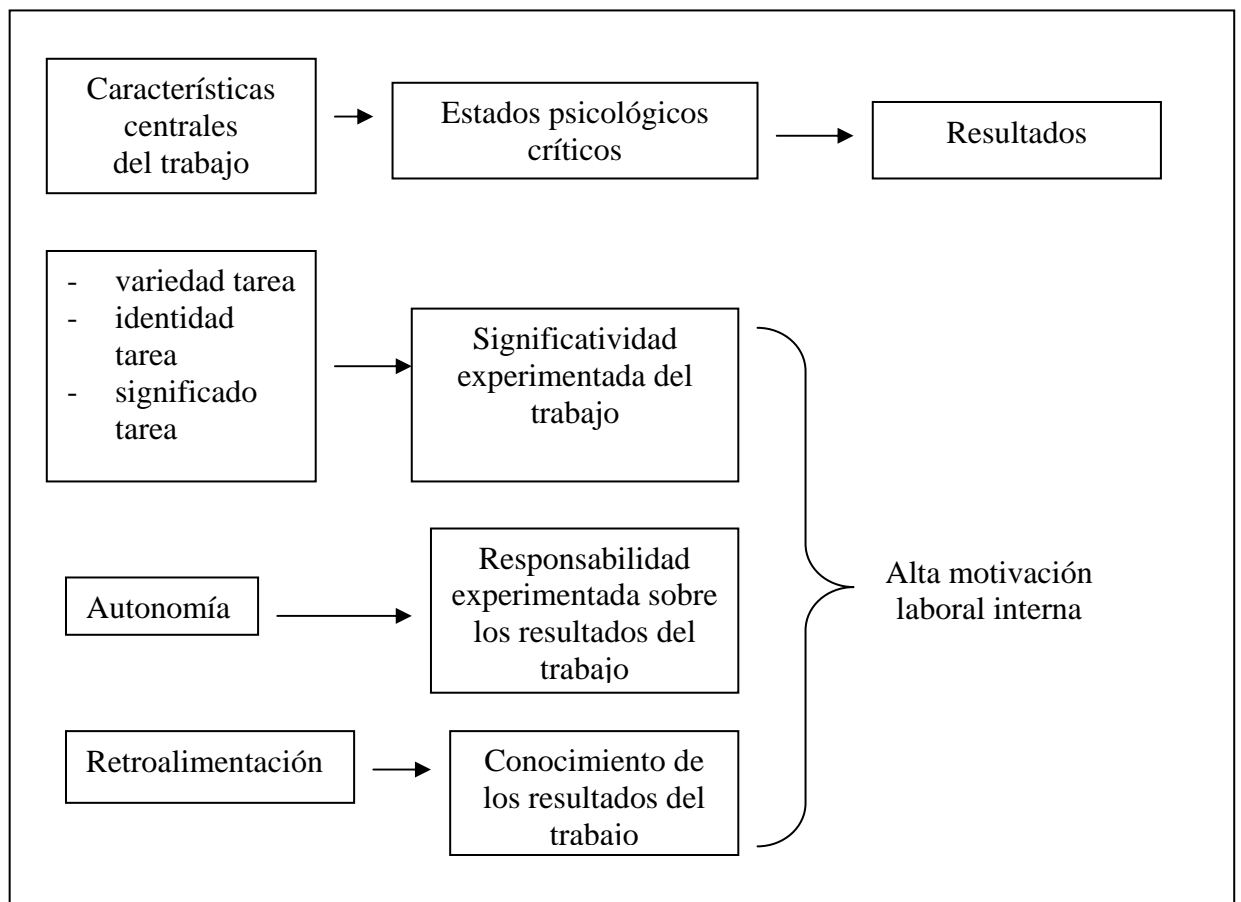 Características
centrales
del trabajo
Estados psicológicos
críticos
Resultados
- variedad tarea
- identidad
tarea
- significado
tarea
Significatividad
experimentada del
trabajo
Autonomía
Responsabilidad
experimentada sobre
los resultados del
trabajo
Retroalimentación
Conocimiento de
los resultados del
trabajo
Alta motivación
laboral interna